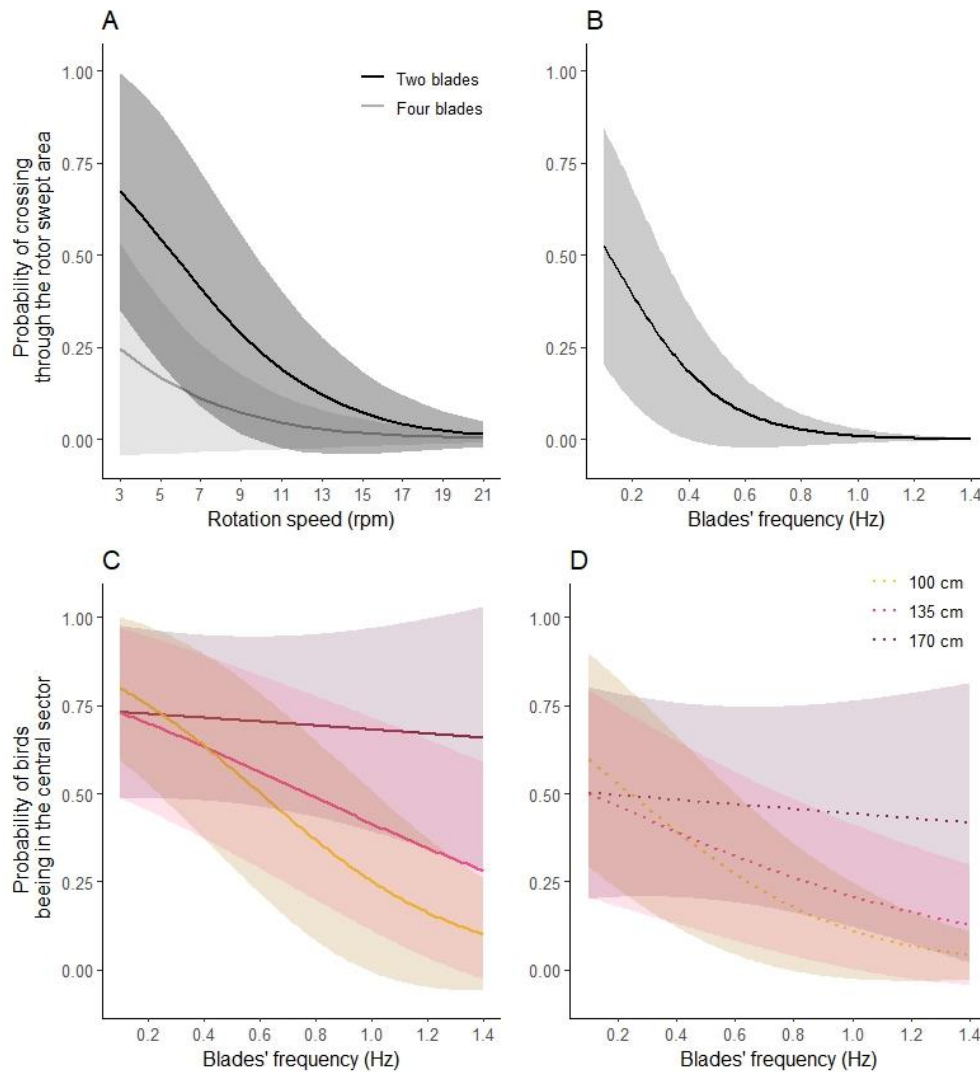 A
1.00
0.75
0.50
0.25
0.00
Probability of crossing
through the rotor swept area
Two blades
Four blades
3 5 7 9 11 13 15 17 19 21
Rotation speed (rpm)
B
1.00
0.75
0.50
0.25
0.00
0.2 0.4 0.6 0.8 1.0 1.2 1.4
Blades' frequency (Hz)
C
1.00
0.75
0.50
0.25
0.00
Probability of birds
beeing in the central sector
0.2 0.4 0.6 0.8 1.0 1.2 1.4
Blades' frequency (Hz)
D
100 cm
135 cm
170 cm
1.00
0.75
0.50
0.25
0.00
0.2 0.4 0.6 0.8 1.0 1.2 1.4
Blades' frequency (Hz)